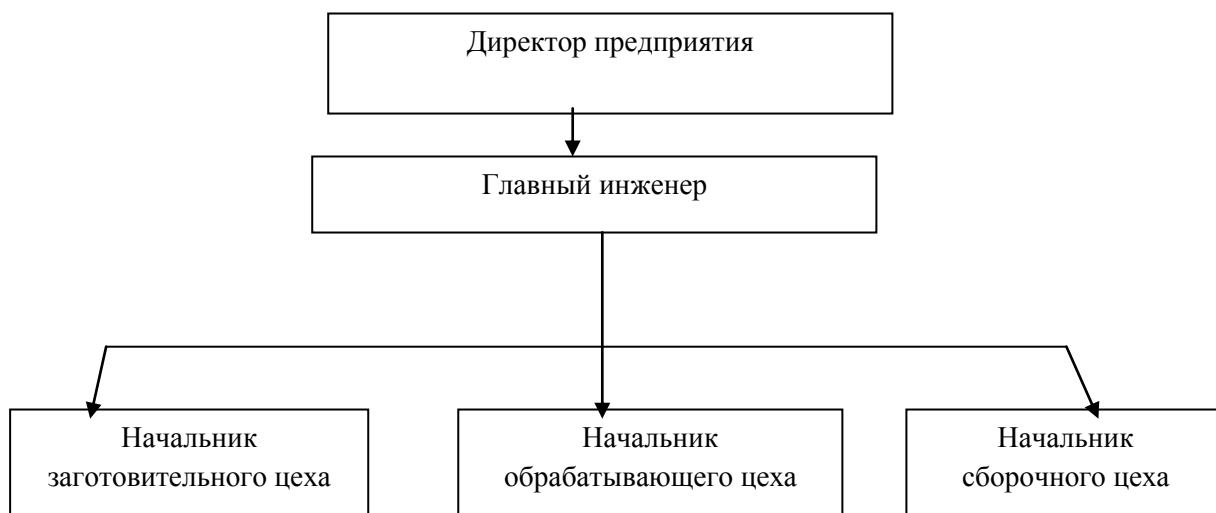 Директор предприятия
Главный инженер
Начальник
заготовительного цеха
Начальник
обрабатывающего цеха
Начальник
сборочного цеха